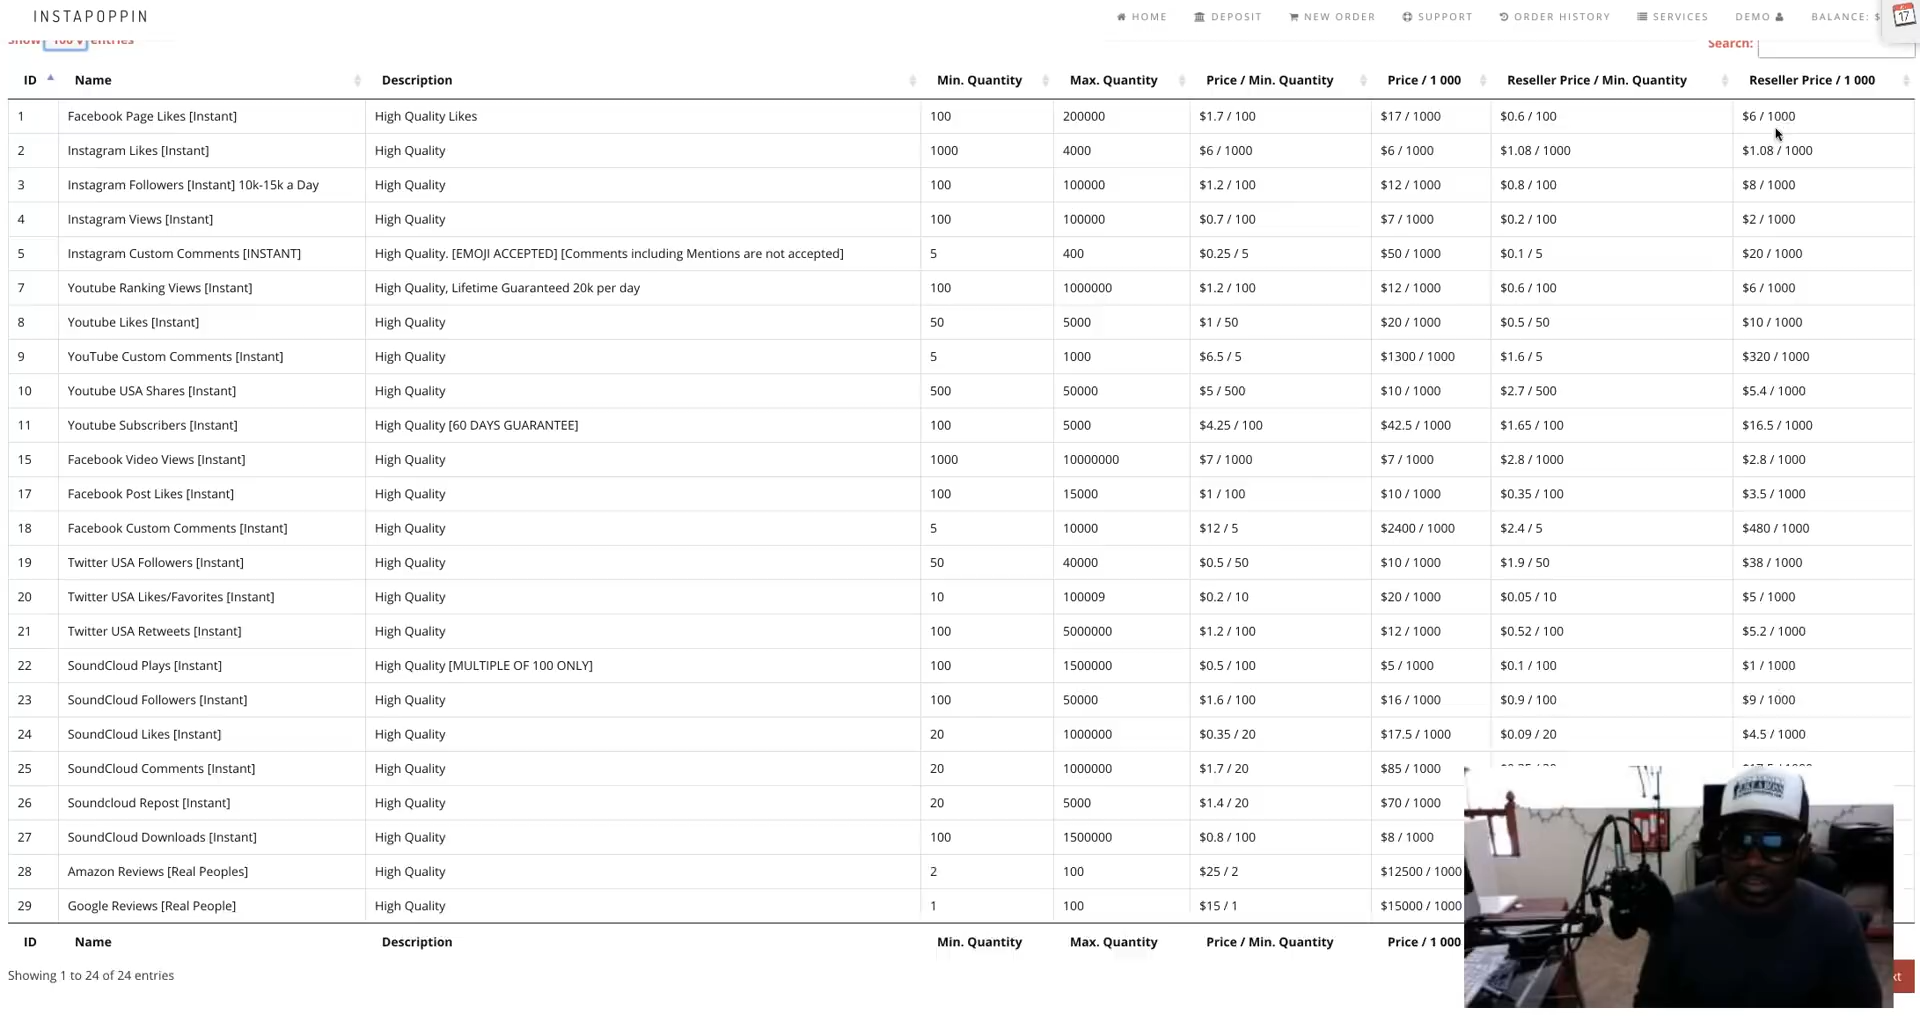 INSTAPOPPIN HOME DEPOSIT NEW ORDER SUPPORT ORDER HISTORY SERVICES DEMO BALANCE: $ 17
Show 100 entries Search:
ID Name Description Min. Quantity Max. Quantity Price / Min. Quantity Price / 1 000 Reseller Price / Min. Quantity Reseller Price / 1 000
1 Facebook Page Likes [Instant] High Quality Likes 100 200000 $1.7 / 100 $17 / 1000 $0.6 / 100 $6 / 1000
2 Instagram Likes [Instant] High Quality 1000 4000 $6 / 1000 $6 / 1000 $1.08 / 1000 $1.08 / 1000
3 Instagram Followers [Instant] 10k-15k a Day High Quality 100 100000 $1.2 / 100 $12 / 1000 $0.8 / 100 $8 / 1000
4 Instagram Views [Instant] High Quality 100 100000 $0.7 / 100 $7 / 1000 $0.2 / 100 $2 / 1000
5 Instagram Custom Comments [INSTANT] High Quality. [EMOJI ACCEPTED] [Comments including Mentions are not accepted] 5 400 $0.25 / 5 $50 / 1000 $0.1 / 5 $20 / 1000
7 Youtube Ranking Views [Instant] High Quality, Lifetime Guaranteed 20k per day 100 1000000 $1.2 / 100 $12 / 1000 $0.6 / 100 $6 / 1000
8 Youtube Likes [Instant] High Quality 50 5000 $1 / 50 $20 / 1000 $0.5 / 50 $10 / 1000
9 YouTube Custom Comments [Instant] High Quality 5 1000 $6.5 / 5 $1300 / 1000 $1.6 / 5 $320 / 1000
10 Youtube USA Shares [Instant] High Quality 500 50000 $5 / 500 $10 / 1000 $2.7 / 500 $5.4 / 1000
11 Youtube Subscribers [Instant] High Quality [60 DAYS GUARANTEE] 100 5000 $4.25 / 100 $42.5 / 1000 $1.65 / 100 $16.5 / 1000
15 Facebook Video Views [Instant] High Quality 1000 10000000 $7 / 1000 $7 / 1000 $2.8 / 1000 $2.8 / 1000
17 Facebook Post Likes [Instant] High Quality 100 15000 $1 / 100 $10 / 1000 $0.35 / 100 $3.5 / 1000
18 Facebook Custom Comments [Instant] High Quality 5 10000 $12 / 5 $2400 / 1000 $2.4 / 5 $480 / 1000
19 Twitter USA Followers [Instant] High Quality 50 40000 $0.5 / 50 $10 / 1000 $1.9 / 50 $38 / 1000
20 Twitter USA Likes/Favorites [Instant] High Quality 10 100009 $0.2 / 10 $20 / 1000 $0.05 / 10 $5 / 1000
21 Twitter USA Retweets [Instant] High Quality 100 5000000 $1.2 / 100 $12 / 1000 $0.52 / 100 $5.2 / 1000
22 SoundCloud Plays [Instant] High Quality [MULTIPLE OF 100 ONLY] 100 1500000 $0.5 / 100 $5 / 1000 $0.1 / 100 $1 / 1000
23 SoundCloud Followers [Instant] High Quality 100 50000 $1.6 / 100 $16 / 1000 $0.9 / 100 $9 / 1000
24 SoundCloud Likes [Instant] High Quality 20 1000000 $0.35 / 20 $17.5 / 1000 $0.09 / 20 $4.5 / 1000
25 SoundCloud Comments [Instant] High Quality 20 1000000 $1.7 / 20 $85 / 1000
26 Soundcloud Repost [Instant] High Quality 20 5000 $1.4 / 20 $70 / 1000
27 SoundCloud Downloads [Instant] High Quality 100 1500000 $0.8 / 100 $8 / 1000
28 Amazon Reviews [Real Peoples] High Quality 2 100 $25 / 2 $12500 / 1000
29 Google Reviews [Real People] High Quality 1 100 $15 / 1 $15000 / 1000
ID Name Description Min. Quantity Max. Quantity Price / Min. Quantity Price / 1 000
Showing 1 to 24 of 24 entries